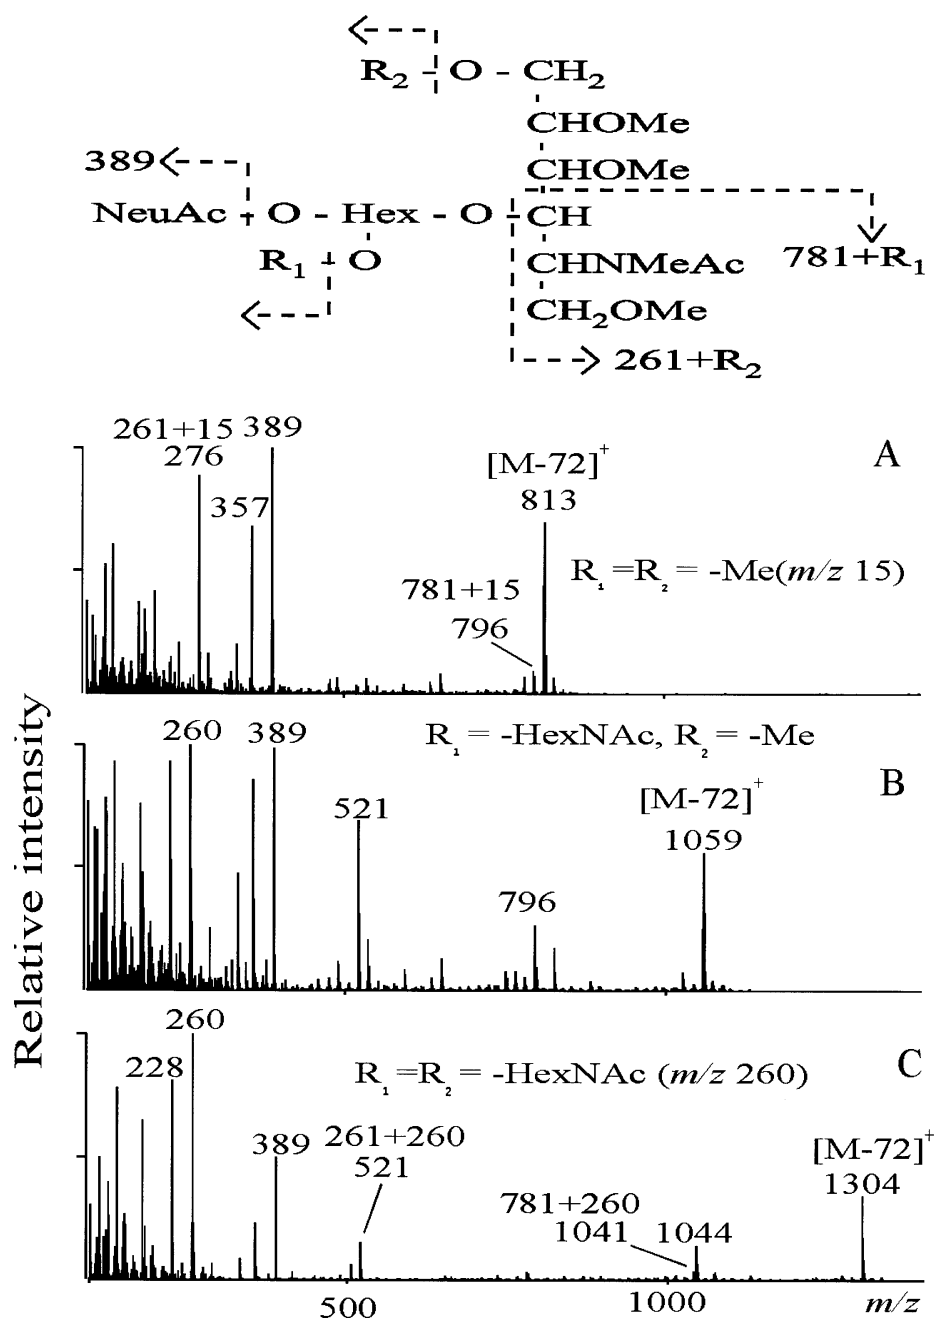 R₂ - O - CH₂
CHOMe
389
CHOMe
NeuAc - O - Hex - O - CH
R₁ - O
CHNMeAc
781+R₁
CH₂OMe
261+R₂
261+15
389
A
276
[M-72]⁺
357
813
R₁ =R₂ = -Me(m/z 15)
781+15
796
Relative intensity
260
389
R₁ = -HexNAc, R₂ = -Me
B
521
[M-72]⁺
1059
796
260
C
228
R₁ =R₂ = -HexNAc (m/z 260)
389
261+260
521
[M-72]⁺
1304
781+260
1041
1044
500
1000
m/z